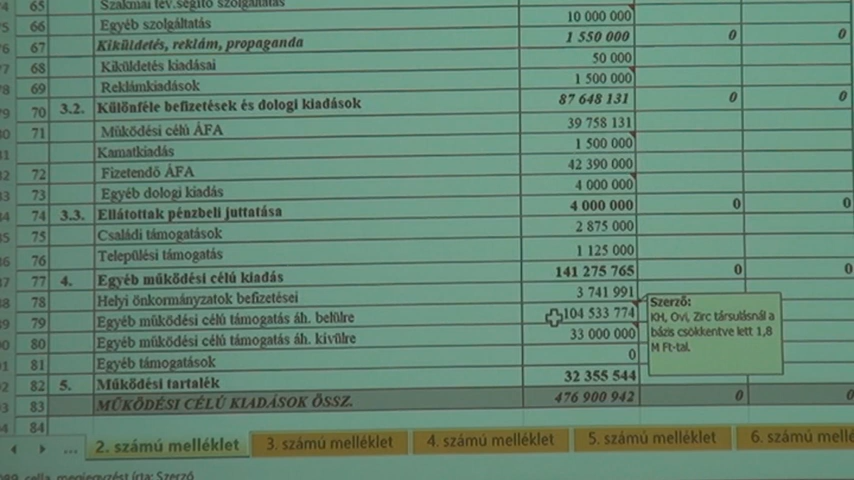 65 Szakmai tev.segítő szolgáltatás
66 Egyéb szolgáltatás 10 000 000
67 Kiküldetés, reklám, propaganda 1 550 000 0 0
68 Kiküldetés kiadásai 50 000
69 Reklámkiadások 1 500 000
70 3.2. Különféle befizetések és dologi kiadások 87 648 131 0 0
71 Működési célú ÁFA 39 758 131
Kamatkiadás 1 500 000
72 Fizetendő ÁFA 42 390 000
73 Egyéb dologi kiadás 4 000 000
74 3.3. Ellátottak pénzbeli juttatása 4 000 000 0 0
75 Családi támogatások 2 875 000
76 Települési támogatás 1 125 000
77 4. Egyéb működési célú kiadás 141 275 765 0 0
78 Helyi önkormányzatok befizetései 3 741 991
79 Egyéb működési célú támogatás áh. belülre 104 533 774
80 Egyéb működési célú támogatás áh. kívülre 33 000 000
81 Egyéb támogatások 0
82 5. Működési tartalék 32 355 544
83 MŰKÖDÉSI CÉLÚ KIADÁSOK ÖSSZ. 476 900 942 0 0
84
Szerző:
KH, Ovi, Zirc társulásnál a
bázis csökkentve lett 1,8
M Ft-tal.
... 2. számú melléklet 3. számú melléklet 4. számú melléklet 5. számú melléklet 6. számú mellé
cella megjegyzést írta: Szerző